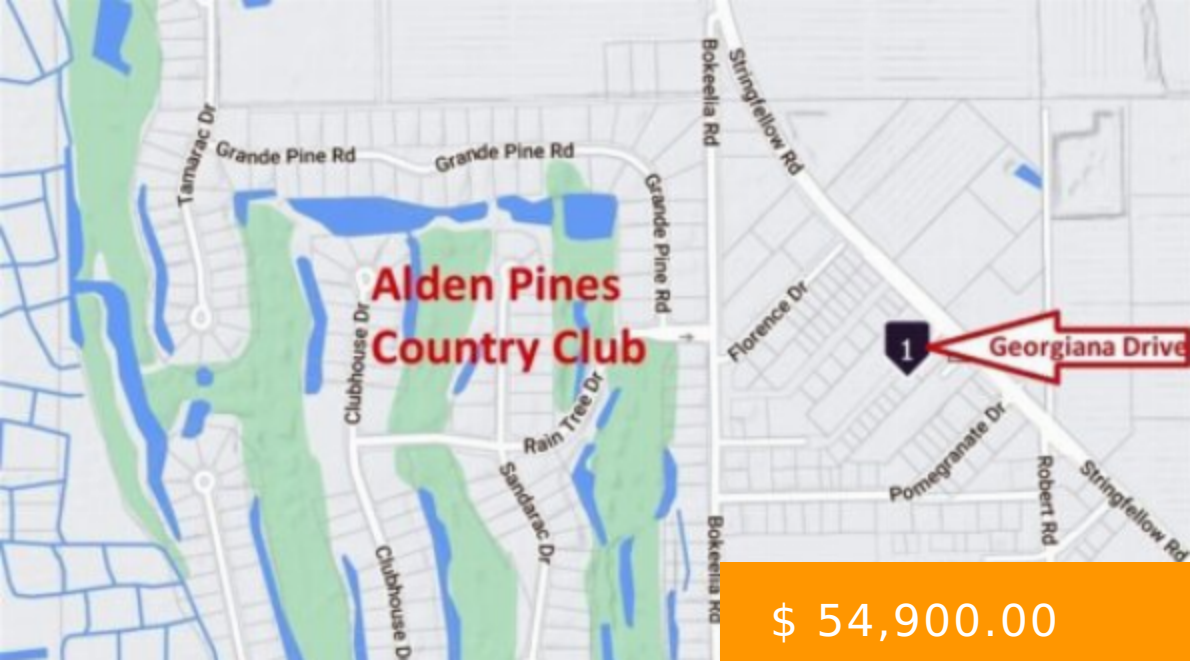 Bokeelia Rd
Stringfellow Rd
Tamarac Dr
Grande Pine Rd
Grande Pine Rd
Grande Pine Rd
Alden Pines
Country Club
Clubhouse Dr
Florence Dr
1
Georgiana Drive
Rain Tree Dr
Pomegranate Dr
Sandarac Dr
Robert Rd
Stringfellow Rd
Clubhouse D
Bokeelia Rd
$ 54,900.00